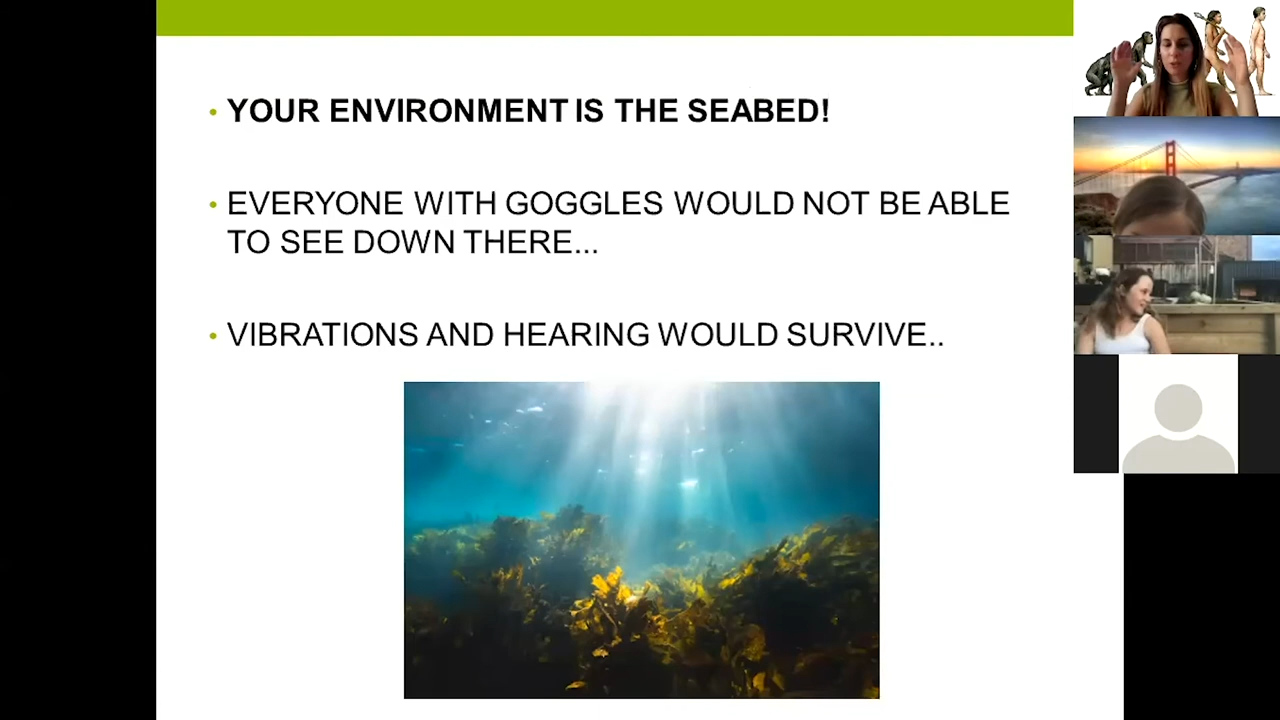 YOUR ENVIRONMENT IS THE SEABED!
EVERYONE WITH GOGGLES WOULD NOT BE ABLE
TO SEE DOWN THERE...
VIBRATIONS AND HEARING WOULD SURVIVE..